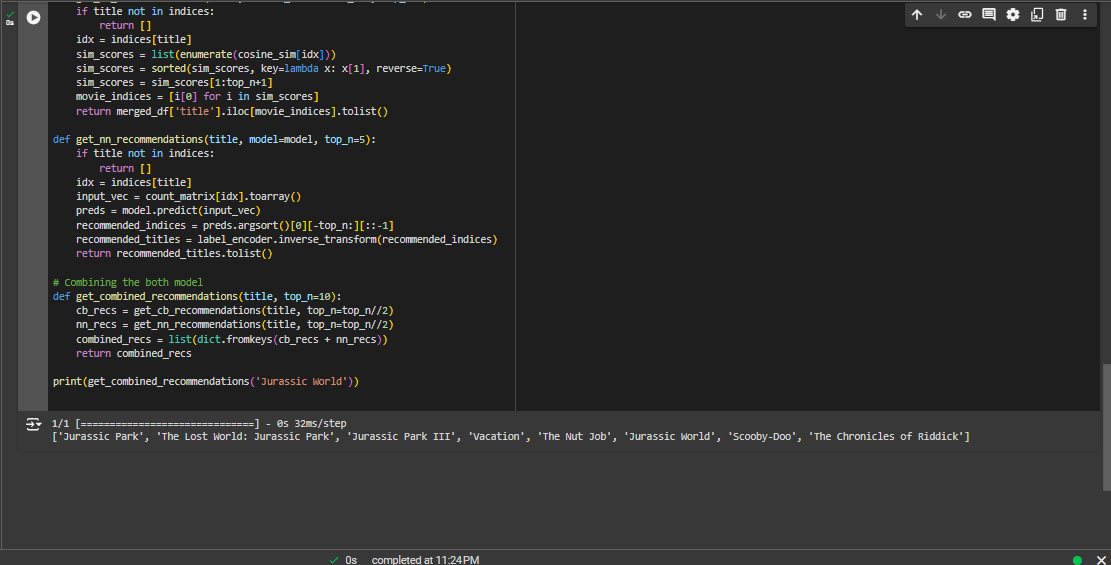 if title not in indices:
return []
idx = indices[title]
sim_scores = list(enumerate(cosine_sim[idx]))
sim_scores = sorted(sim_scores, key=lambda x: x[1], reverse=True)
sim_scores = sim_scores[1:top_n+1]
movie_indices = [i[0] for i in sim_scores]
return merged_df['title'].iloc[movie_indices].tolist()
def get_nn_recommendations(title, model=model, top_n=5):
if title not in indices:
return []
idx = indices[title]
input_vec = count_matrix[idx].toarray()
preds = model.predict(input_vec)
recommended_indices = preds.argsort()[0][-top_n:][::-1]
recommended_titles = label_encoder.inverse_transform(recommended_indices)
return recommended_titles.tolist()
# Combining the both model
def get_combined_recommendations(title, top_n=10):
cb_recs = get_cb_recommendations(title, top_n=top_n//2)
nn_recs = get_nn_recommendations(title, top_n=top_n//2)
combined_recs = list(dict.fromkeys(cb_recs + nn_recs))
return combined_recs
print(get_combined_recommendations('Jurassic World'))
1/1 [==============================] - 0s 32ms/step
['Jurassic Park', 'The Lost World: Jurassic Park', 'Jurassic Park III', 'Vacation', 'The Nut Job', 'Jurassic World', 'Scooby-Doo', 'The Chronicles of Riddick']
0s completed at 11:24 PM